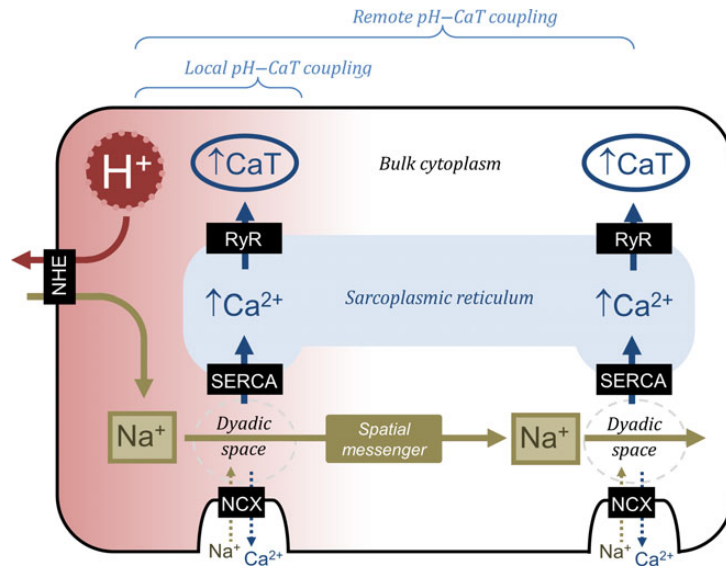 Remote pH−CaT coupling
Local pH−CaT coupling
H⁺
↑CaT
Bulk cytoplasm
↑CaT
RyR
RyR
NHE
↑Ca²⁺
Sarcoplasmic reticulum
↑Ca²⁺
SERCA
SERCA
Na⁺
Dyadic
space
Spatial
messenger
Na⁺
Dyadic
space
NCX
NCX
Na⁺
Ca²⁺
Na⁺
Ca²⁺